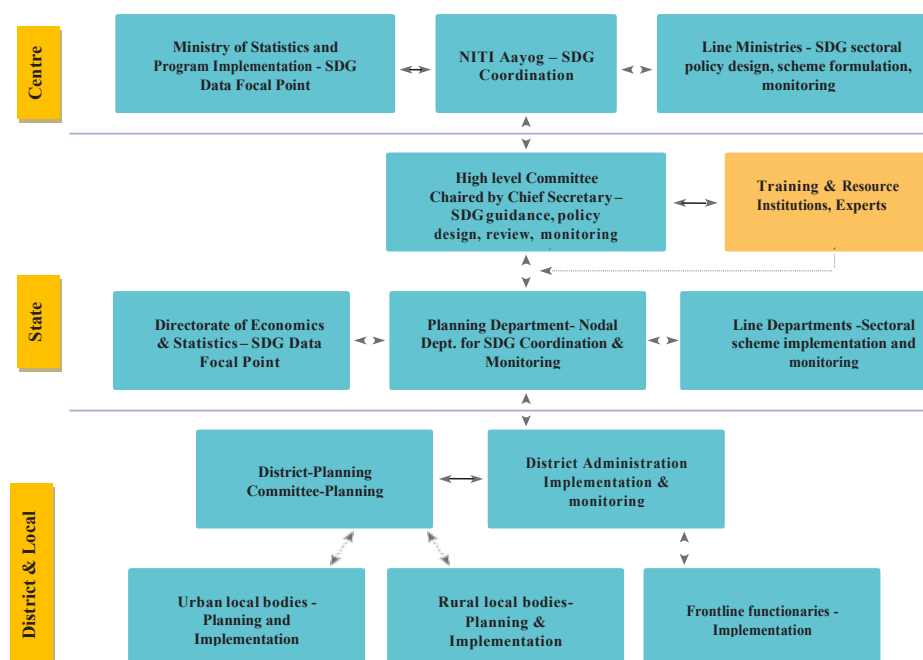 Centre
Ministry of Statistics and
Program Implementation - SDG
Data Focal Point
NITI Aayog – SDG
Coordination
Line Ministries - SDG sectoral
policy design, scheme formulation,
monitoring
High level Committee
Chaired by Chief Secretary –
SDG guidance, policy
design, review, monitoring
Training & Resource
Institutions, Experts
State
Directorate of Economics
& Statistics – SDG Data
Focal Point
Planning Department- Nodal
Dept. for SDG Coordination &
Monitoring
Line Departments -Sectoral
scheme implementation and
monitoring
District & Local
District-Planning
Committee-Planning
District Administration
Implementation &
monitoring
Urban local bodies -
Planning and
Implementation
Rural local bodies-
Planning &
Implementation
Frontline functionaries -
Implementation